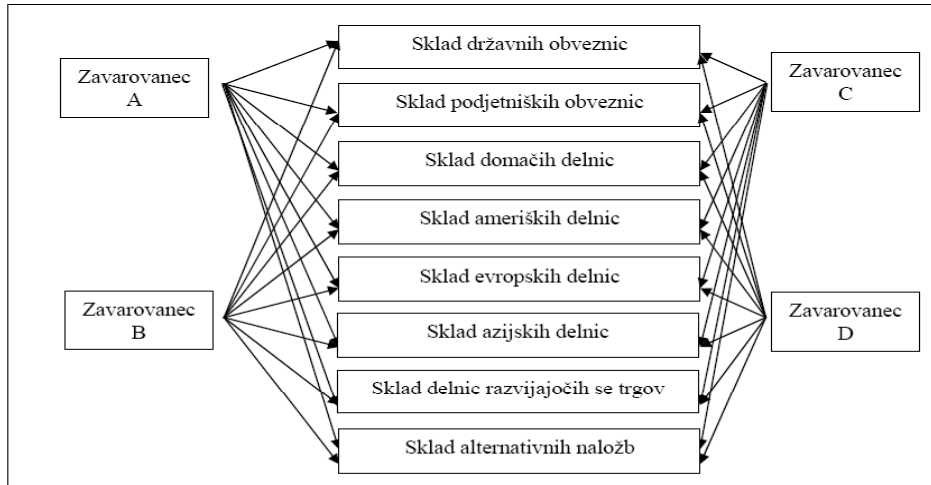 Zavarovanec
A
Zavarovanec
B
Sklad državnih obveznic
Sklad podjetniških obveznic
Sklad domačih delnic
Sklad ameriških delnic
Sklad evropskih delnic
Sklad azijskih delnic
Sklad delnic razvijajočih se trgov
Sklad alternativnih naložb
Zavarovanec
C
Zavarovanec
D